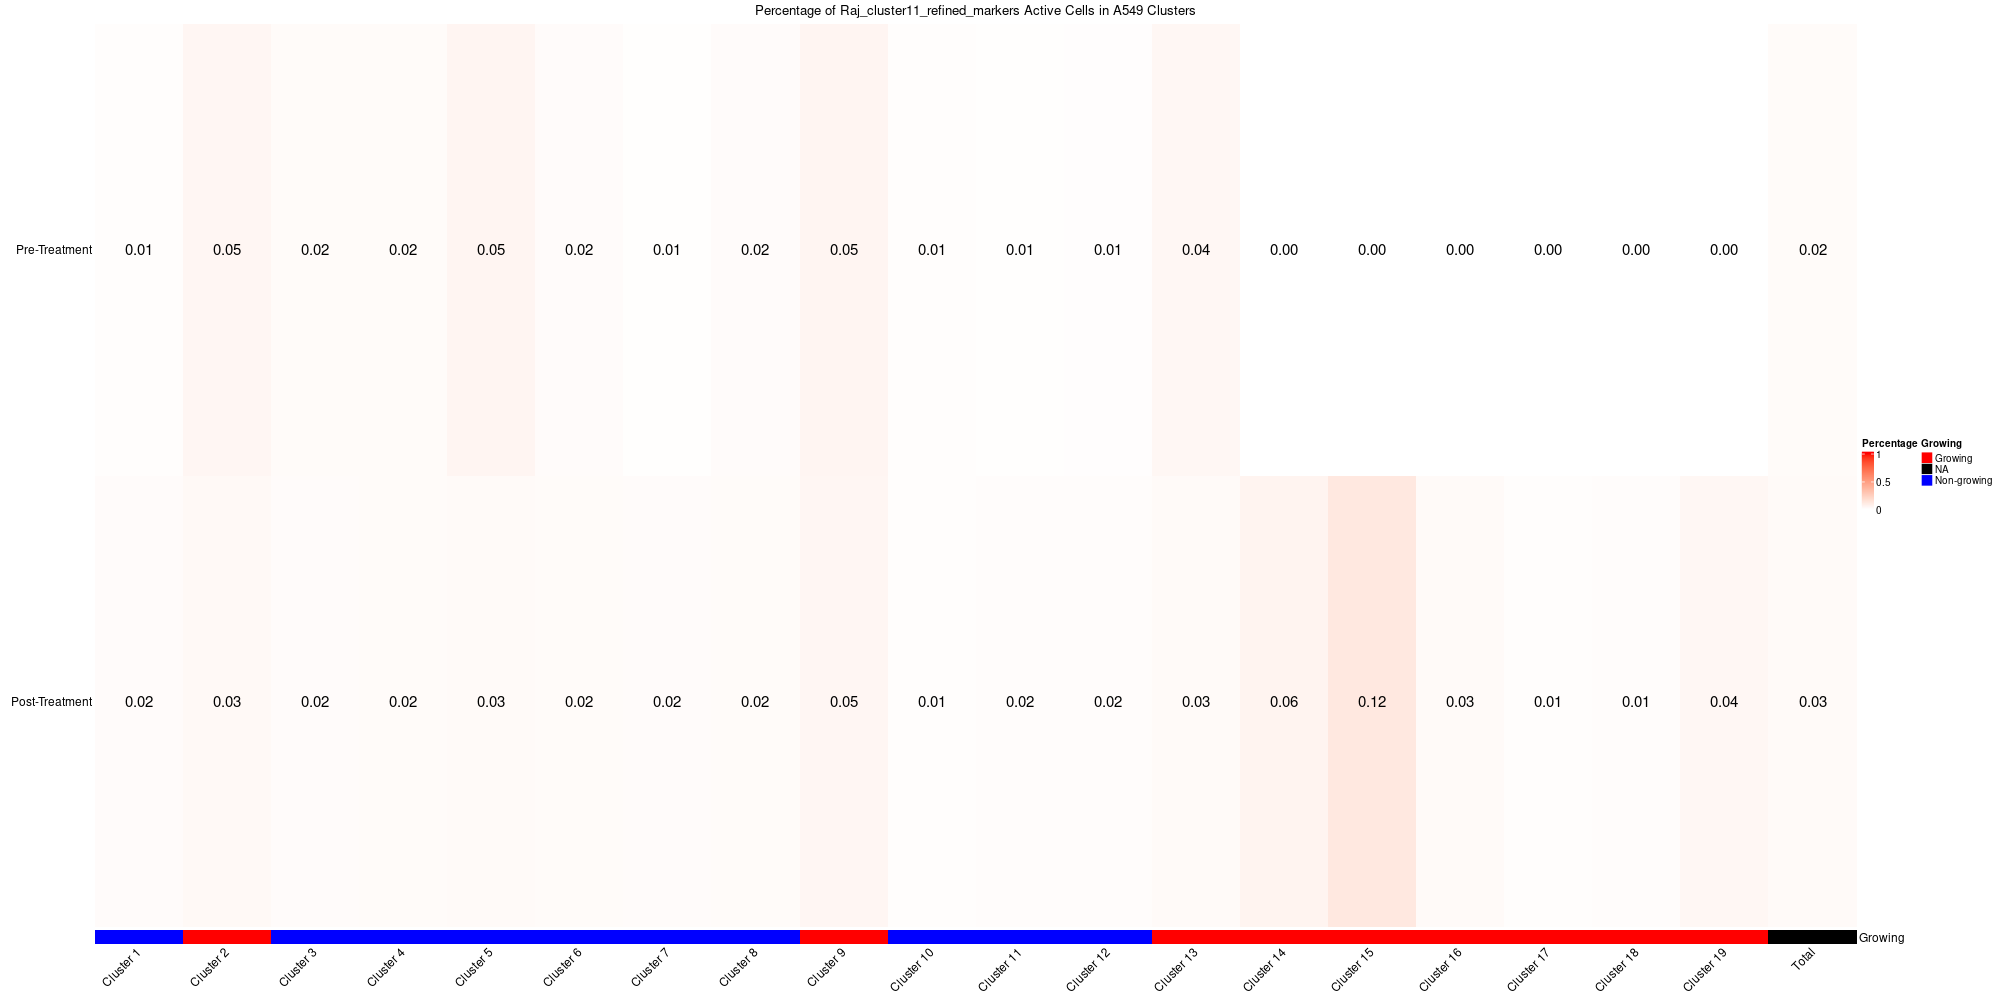 Percentage of Raj_cluster11_refined_markers Active Cells in A549 Clusters
Pre-Treatment 0.01 0.05 0.02 0.02 0.05 0.02 0.01 0.02 0.05 0.01 0.01 0.01 0.04 0.00 0.00 0.00 0.00 0.00 0.00 0.02
Percentage Growing
1 Growing
NA
0.5 Non-growing
0
Post-Treatment 0.02 0.03 0.02 0.02 0.03 0.02 0.02 0.02 0.05 0.01 0.02 0.02 0.03 0.06 0.12 0.03 0.01 0.01 0.04 0.03
Growing
Cluster 1 Cluster 2 Cluster 3 Cluster 4 Cluster 5 Cluster 6 Cluster 7 Cluster 8 Cluster 9 Cluster 10 Cluster 11 Cluster 12 Cluster 13 Cluster 14 Cluster 15 Cluster 16 Cluster 17 Cluster 18 Cluster 19 Total